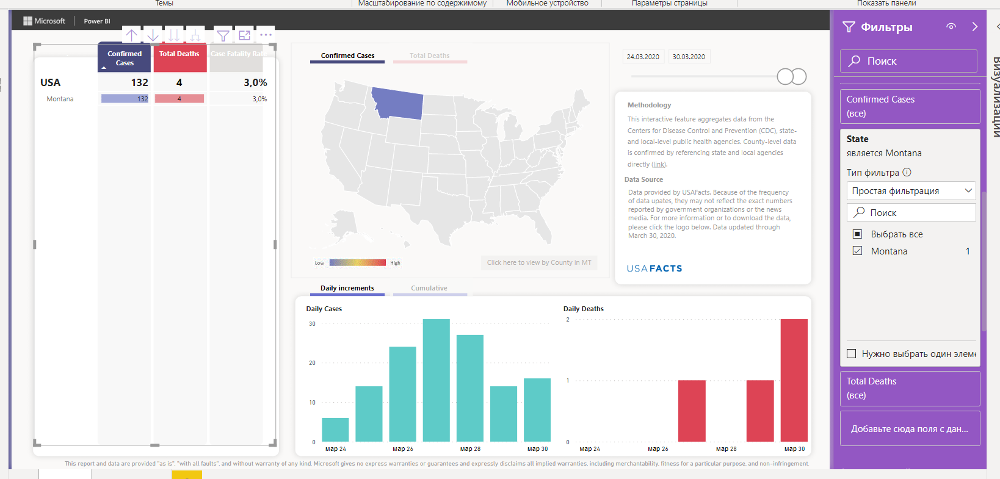 Темы
Масштабирование по содержимому
Мобильное устройство
Параметры страницы
Показать панели
Microsoft
Power BI
Confirmed
Cases
Total Deaths
Case Fatality Rate
USA 132 4 3,0%
Montana 132 4 3,0%
Confirmed Cases
Total Deaths
Low
High
Click here to view by County in MT
24.03.2020
30.03.2020
Methodology
This interactive feature aggregates data from the
Centers for Disease Control and Prevention (CDC), state-
and local-level public health agencies. County-level data
is confirmed by referencing state and local agencies
directly (link).
Data Source
Data provided by USAFacts. Because of the frequency
of data upates, they may not reflect the exact numbers
reported by government organizations or the news
media. For more information or to download the data,
please click the logo below. Data updated through
March 30, 2020.
USAFACTS
Daily increments
Cumulative
Daily Cases
30
20
10
0
мар 24
мар 26
мар 28
мар 30
Daily Deaths
2
1
0
мар 24
мар 26
мар 28
мар 30
This report and data are provided "as is", "with all faults", and without warranty of any kind. Microsoft gives no express warranties or guarantees and expressly disclaims all implied warranties, including merchantability, fitness for a particular purpose, and non-infringement.
Фильтры
Поиск
Confirmed Cases
(все)
State
является Montana
Тип фильтра
Простая фильтрация
Поиск
Выбрать все
Montana 1
Нужно выбрать один элеме
Total Deaths
(все)
Добавьте сюда поля с дан...
Визуализации